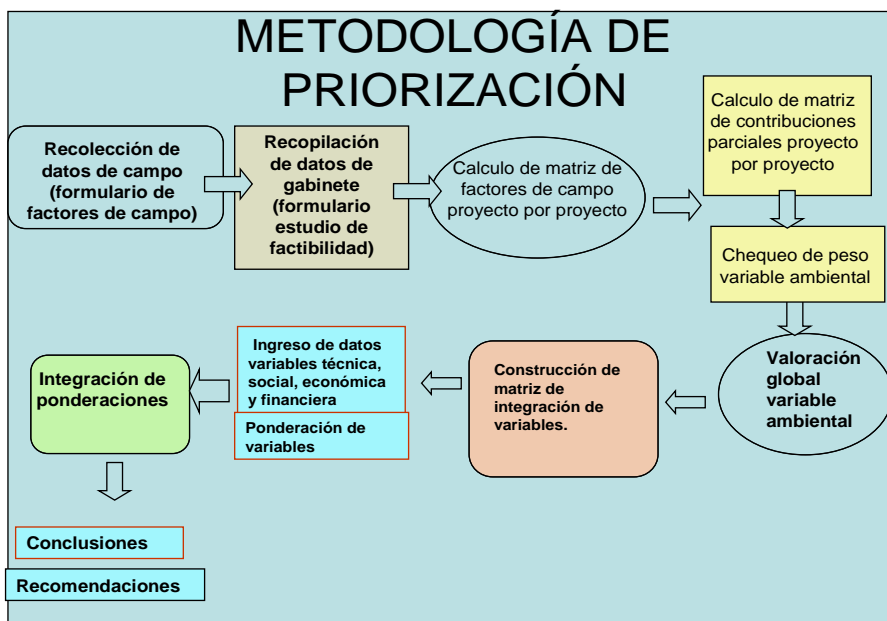 METODOLOGÍA DE
PRIORIZACIÓN
Recolección de
datos de campo
(formulario de
factores de campo)
Recopilación
de datos de
gabinete
(formulario
estudio de
factibilidad)
Calculo de matriz de
factores de campo
proyecto por proyecto
Calculo de matriz
de contribuciones
parciales proyecto
por proyecto
Chequeo de peso
variable ambiental
Valoración
global
variable
ambiental
Construcción de
matriz de
integración de
variables.
Ingreso de datos
variables técnica,
social, económica
y financiera
Ponderación de
variables
Integración de
ponderaciones
Conclusiones
Recomendaciones